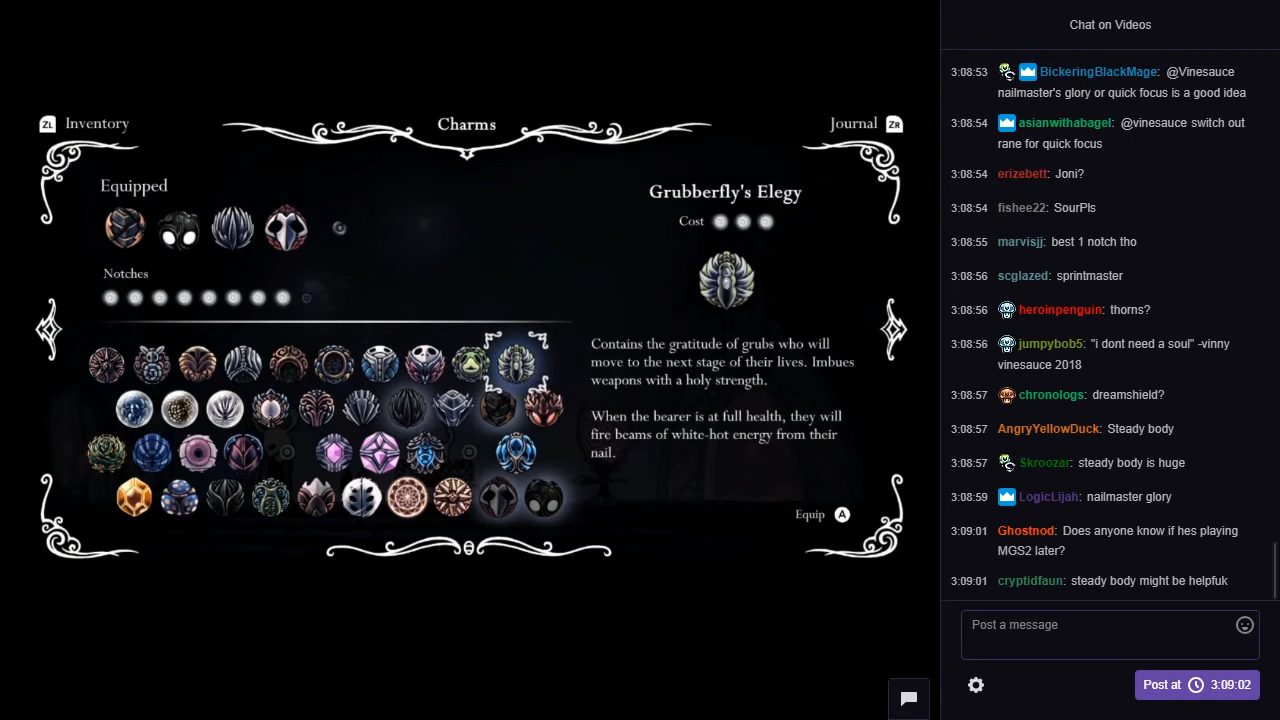 ZL Inventory
Charms
Journal ZR
Equipped
Notches
Grubberfly's Elegy
Cost
Contains the gratitude of grubs who will
move to the next stage of their lives. Imbues
weapons with a holy strength.
When the bearer is at full health, they will
fire beams of white-hot energy from their
nail.
Equip A
Chat on Videos
3:08:53 BickeringBlackMage: @Vinesauce
nailmaster's glory or quick focus is a good idea
3:08:54 asianwithabagel: @vinesauce switch out
rane for quick focus
3:08:54 erizebett: Joni?
3:08:54 fishee22: SourPls
3:08:55 marvisjj: best 1 notch tho
3:08:56 scglazed: sprintmaster
3:08:56 heroinpenguin: thorns?
3:08:56 jumpybob5: "i dont need a soul" -vinny
vinesauce 2018
3:08:57 chronologs: dreamshield?
3:08:57 AngryYellowDuck: Steady body
3:08:57 Skroozar: steady body is huge
3:08:59 LogicLijah: nailmaster glory
3:09:01 Ghostnod: Does anyone know if hes playing
MGS2 later?
3:09:01 cryptidfaun: steady body might be helpfuk
Post a message
Post at 3:09:02